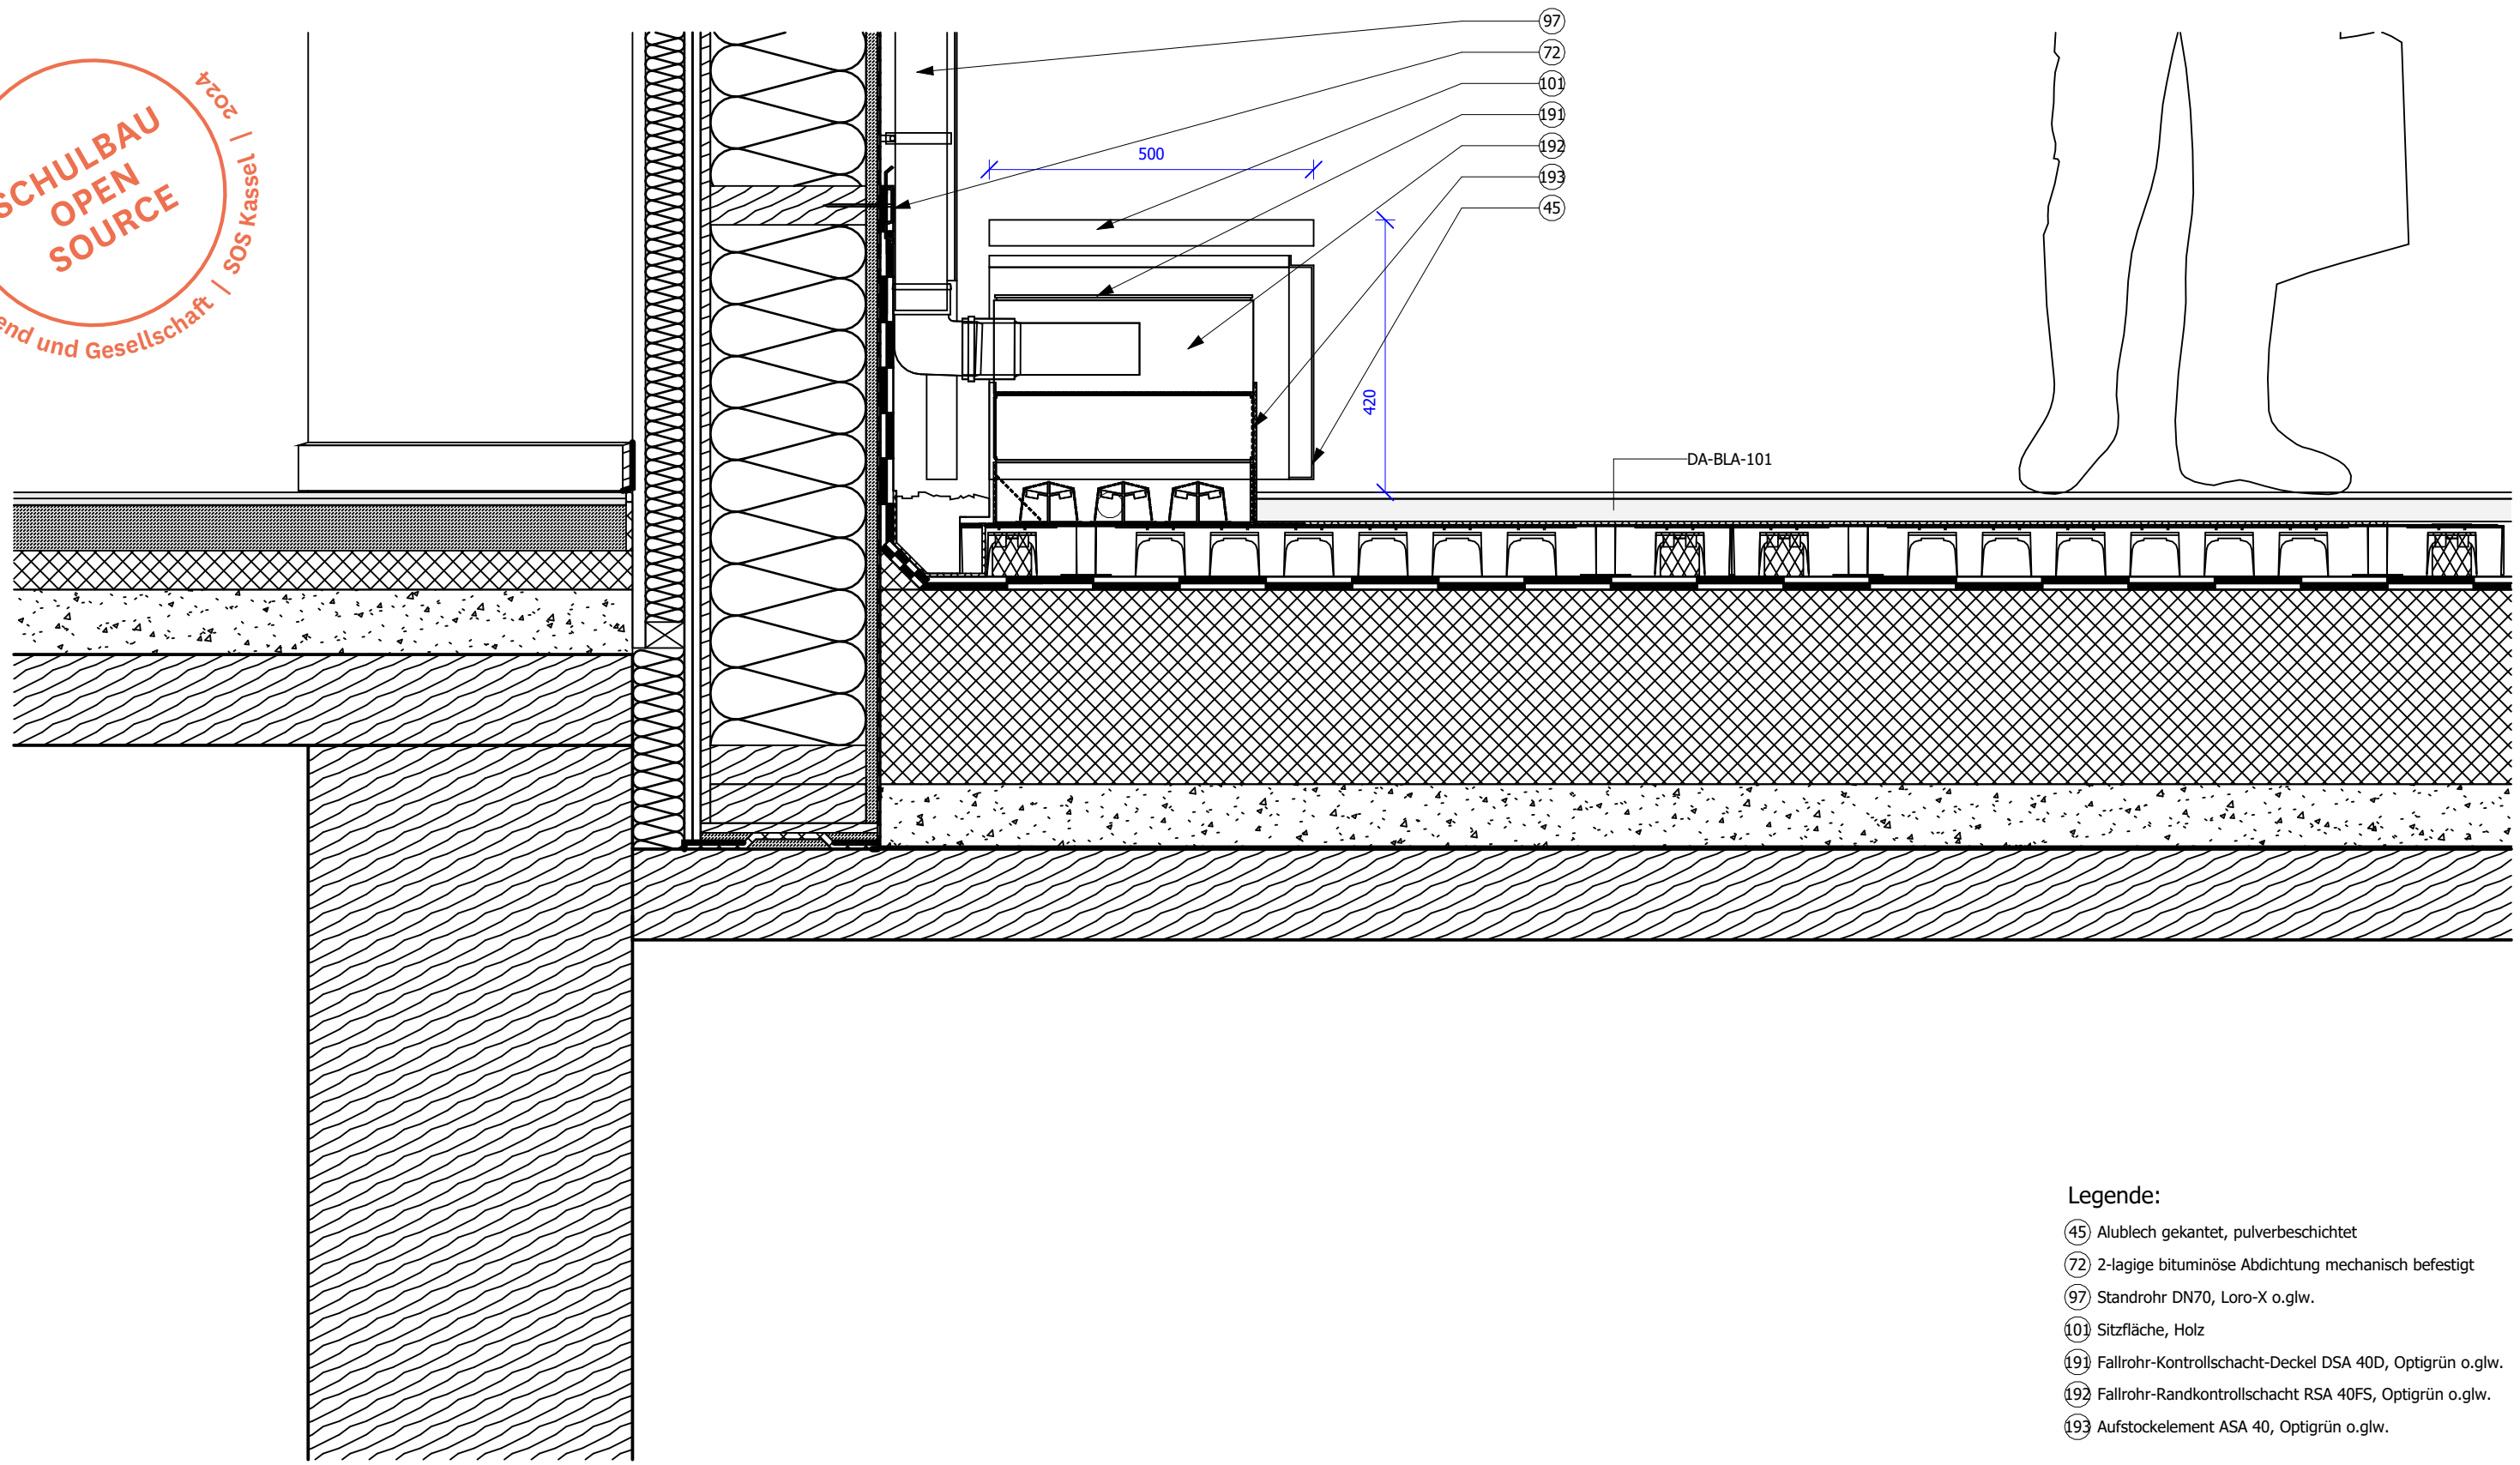 SCHULBAU
OPEN
SOURCE
end und Gesellschaft | SOS Kassel | 2024
97
72
101
191
192
193
45
500
420
DA-BLA-101
Legende:
45 Alublech gekantet, pulverbeschichtet
72 2-lagige bituminöse Abdichtung mechanisch befestigt
97 Standrohr DN70, Loro-X o.glw.
101 Sitzfläche, Holz
191 Fallrohr-Kontrollschacht-Deckel DSA 40D, Optigrün o.glw.
192 Fallrohr-Randkontrollschacht RSA 40FS, Optigrün o.glw.
193 Aufstockelement ASA 40, Optigrün o.glw.